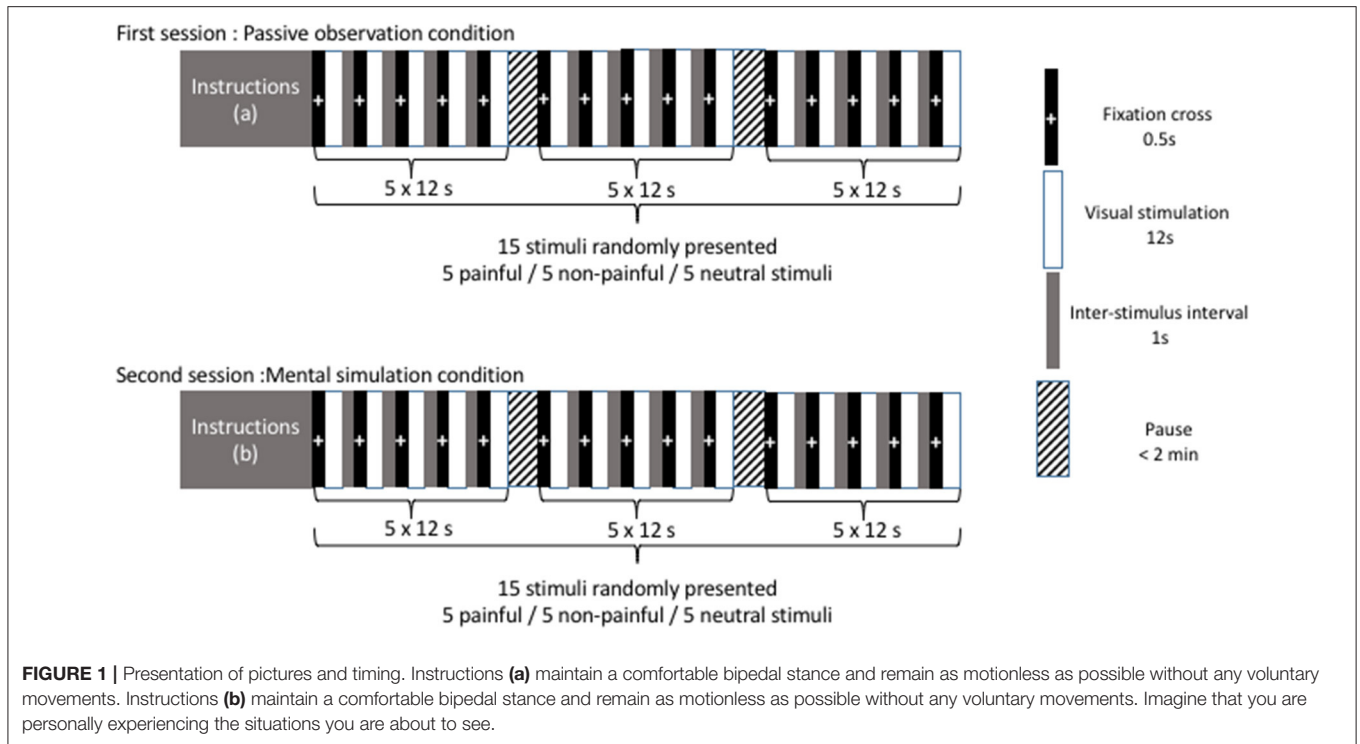 First session : Passive observation condition
Instructions
(a)
+ + + + + + + + + + + + + + +
5 x 12 s 5 x 12 s 5 x 12 s
15 stimuli randomly presented
5 painful / 5 non-painful / 5 neutral stimuli
Second session :Mental simulation condition
Instructions
(b)
+ + + + + + + + + + + + + + +
5 x 12 s 5 x 12 s 5 x 12 s
15 stimuli randomly presented
5 painful / 5 non-painful / 5 neutral stimuli
+
Fixation cross
0.5s
Visual stimulation
12s
Inter-stimulus interval
1s
Pause
< 2 min
FIGURE 1 | Presentation of pictures and timing. Instructions (a) maintain a comfortable bipedal stance and remain as motionless as possible without any voluntary
movements. Instructions (b) maintain a comfortable bipedal stance and remain as motionless as possible without any voluntary movements. Imagine that you are
personally experiencing the situations you are about to see.